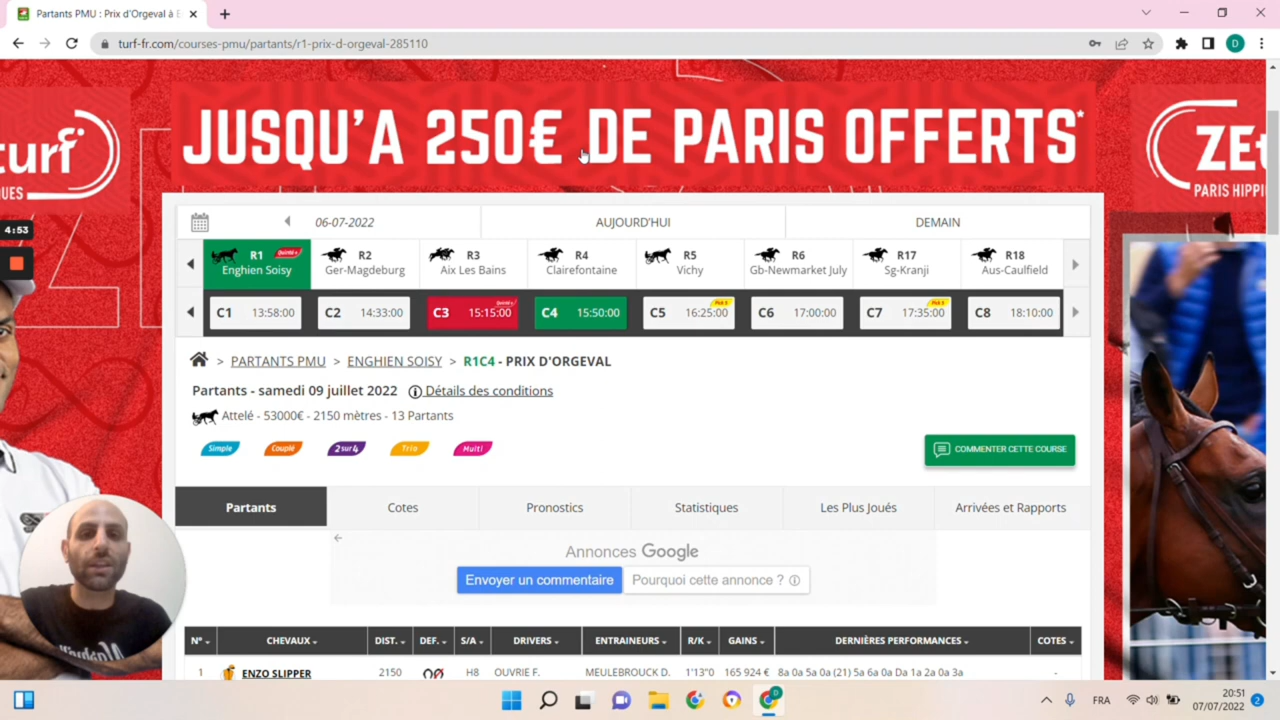 Partants PMU : Prix d'Orgeval à E
turf-fr.com/courses-pmu/partants/r1-prix-d-orgeval-285110
D
JUSQU'A 250€ DE PARIS OFFERTS*
turf
QUES
ZEt
PARIS HIPPI
4:53
06-07-2022
AUJOURD'HUI
DEMAIN
R1 Quinté+
Enghien Soisy
R2
Ger-Magdeburg
R3
Aix Les Bains
R4
Clairefontaine
R5
Vichy
R6
Gb-Newmarket July
R17
Sg-Kranji
R18
Aus-Caulfield
C1 13:58:00
C2 14:33:00
C3 15:15:00 Quinté+
C4 15:50:00
C5 16:25:00 Pick 5
C6 17:00:00
C7 17:35:00 Pick 5
C8 18:10:00
> PARTANTS PMU > ENGHIEN SOISY > R1C4 - PRIX D'ORGEVAL
Partants - samedi 09 juillet 2022 Détails des conditions
Attelé - 53000€ - 2150 mètres - 13 Partants
Simple Couplé 2sur4 Trio Multi
COMMENTER CETTE COURSE
Partants Cotes Pronostics Statistiques Les Plus Joués Arrivées et Rapports
Annonces Google
Envoyer un commentaire Pourquoi cette annonce ?
N° CHEVAUX DIST. DEF. S/A DRIVERS ENTRAINEURS R/K GAINS DERNIÈRES PERFORMANCES COTES
1 ENZO SLIPPER 2150 H8 OUVRIE F. MEULEBROUCK D. 1'13"0 165 924 € 8a 0a 5a 0a (21) 5a 6a 0a Da 1a 2a 0a 3a -
FRA
20:51
07/07/2022
2